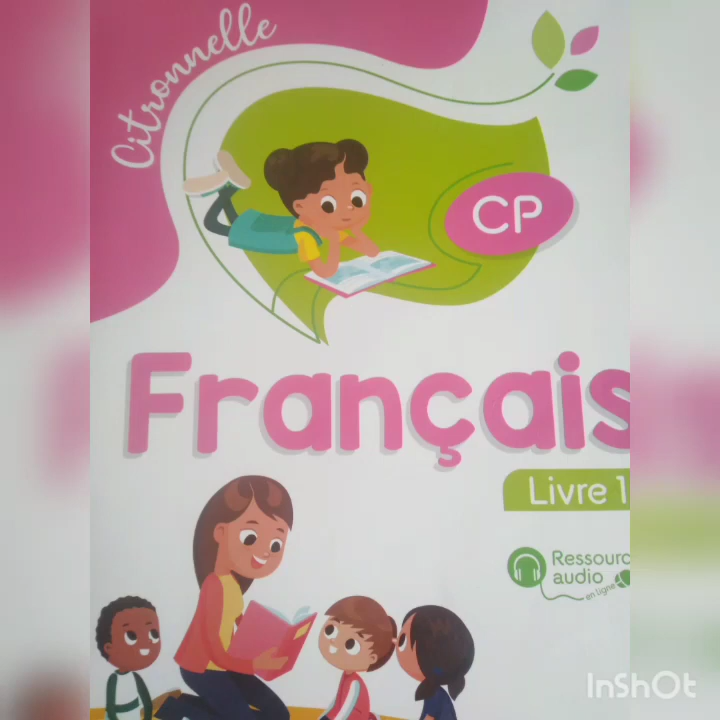 Citronnelle
CP
Français
Livre 1
Ressourc
audio
en ligne
InShOt